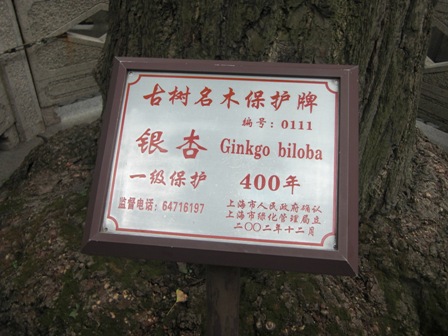 古树名木保护牌
编号：0111
银杏 Ginkgo biloba
一级保护 400年
监督电话：64716197
上海市人民政府确认
上海市绿化管理局立
二〇〇二年十二月